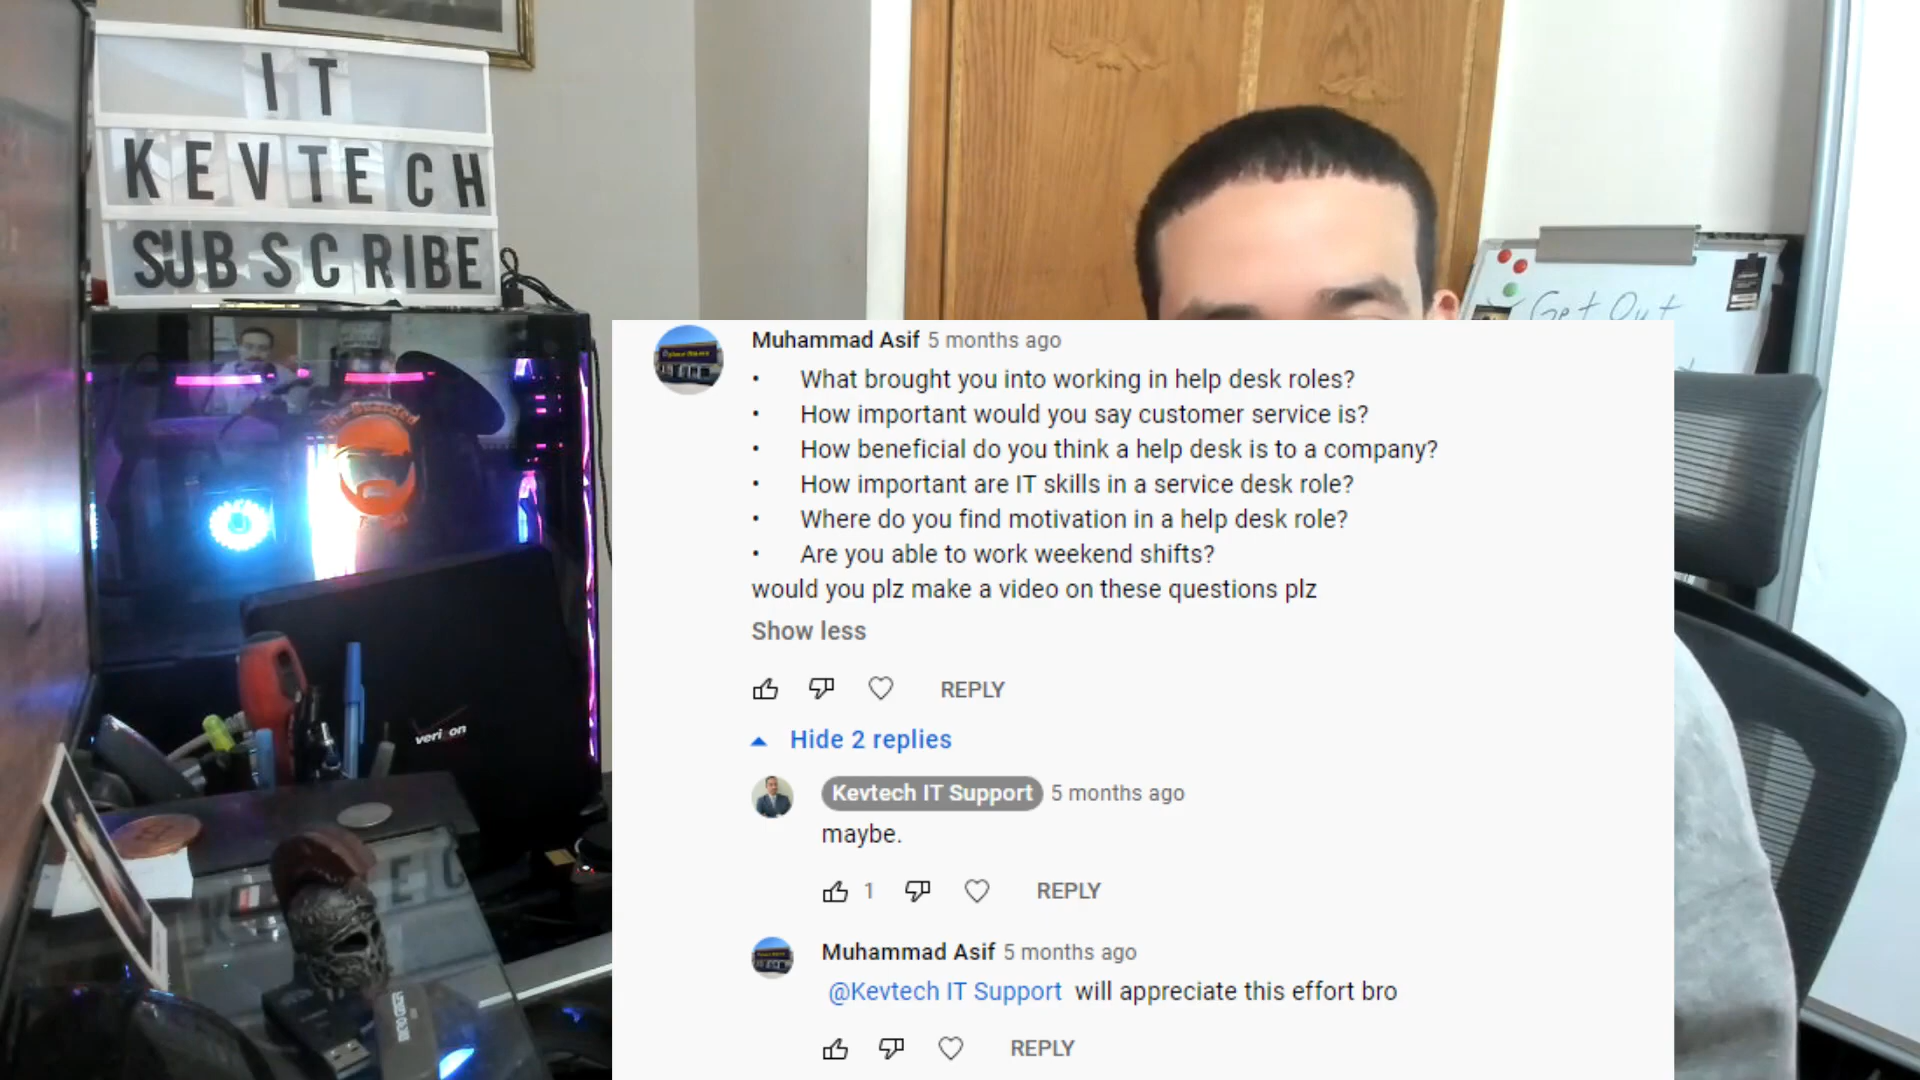 IT
KEVTECH
SUBSCRIBE
Get Out
verizon
Muhammad Asif 5 months ago
• What brought you into working in help desk roles?
• How important would you say customer service is?
• How beneficial do you think a help desk is to a company?
• How important are IT skills in a service desk role?
• Where do you find motivation in a help desk role?
• Are you able to work weekend shifts?
would you plz make a video on these questions plz
Show less
REPLY
Hide 2 replies
Kevtech IT Support 5 months ago
maybe.
1 REPLY
Muhammad Asif 5 months ago
@Kevtech IT Support will appreciate this effort bro
REPLY